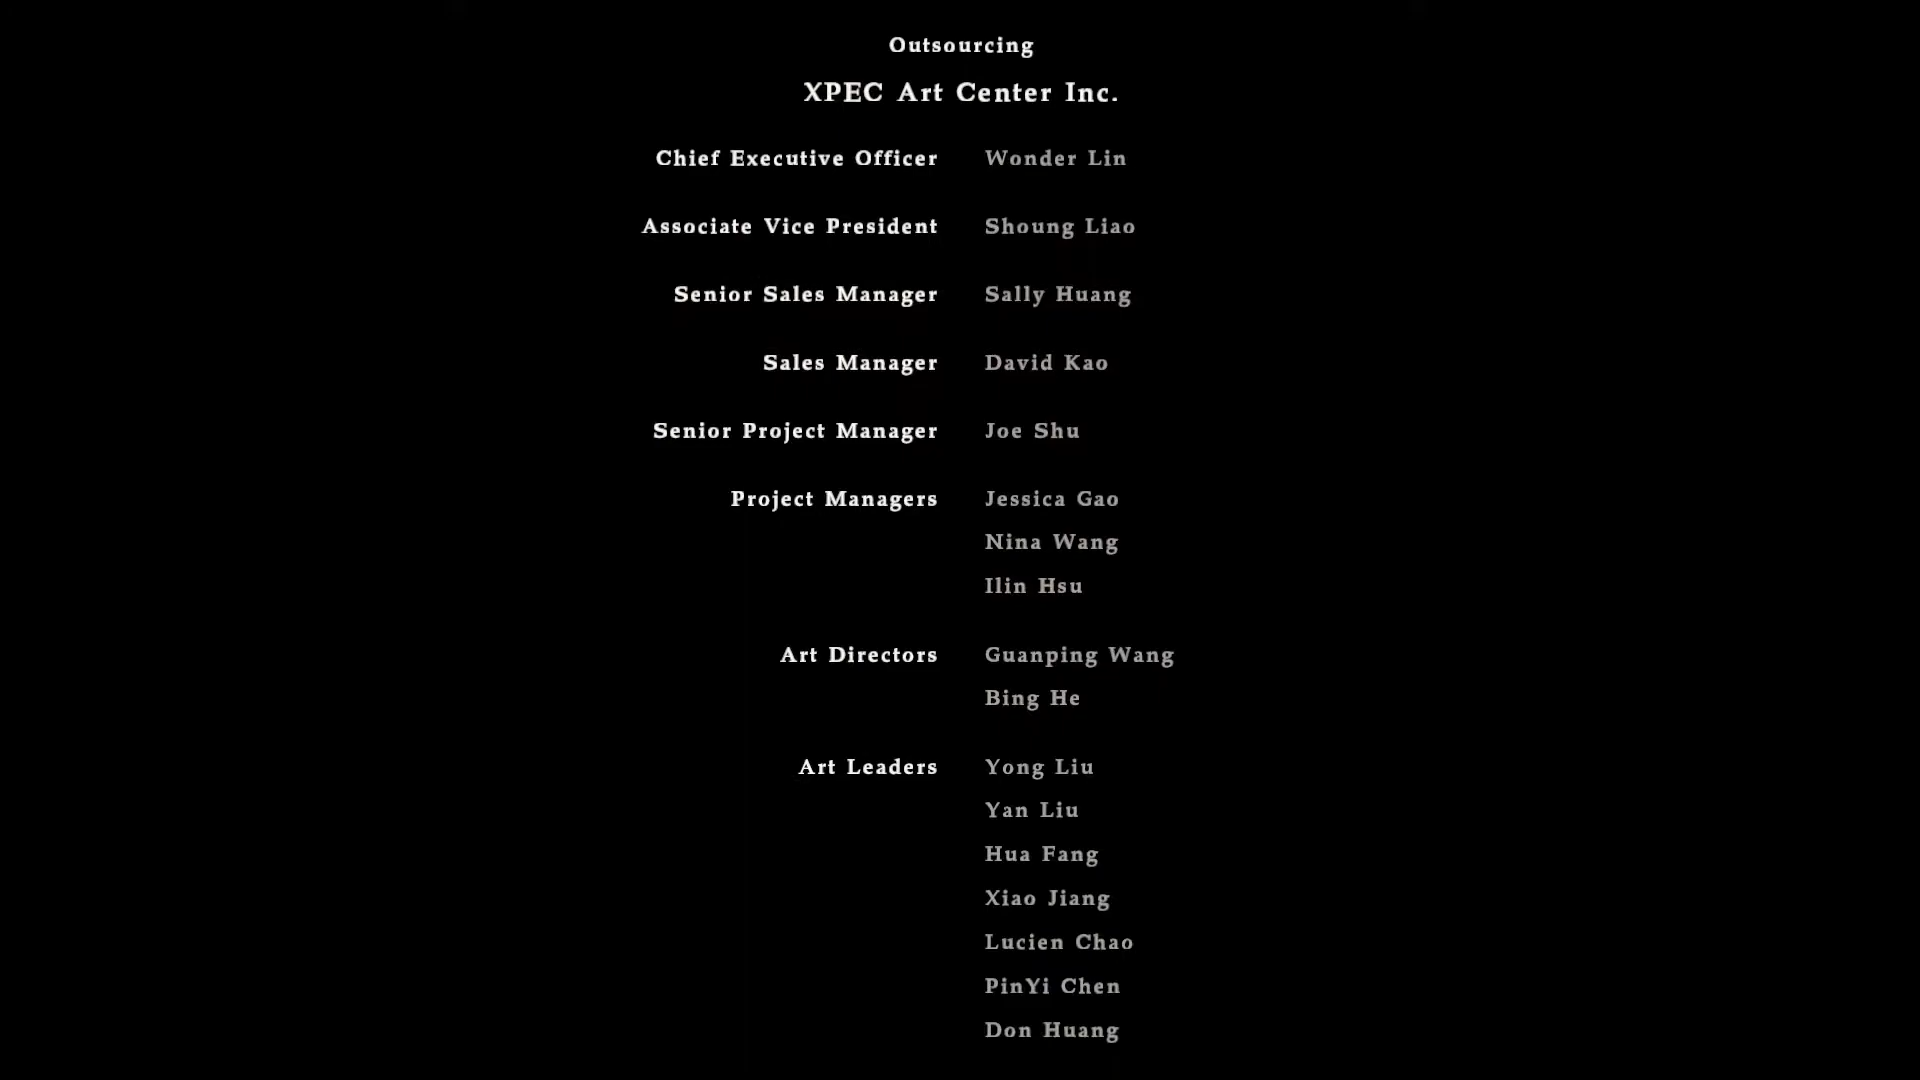 Outsourcing
XPEC Art Center Inc.
Chief Executive Officer Wonder Lin
Associate Vice President Shoung Liao
Senior Sales Manager Sally Huang
Sales Manager David Kao
Senior Project Manager Joe Shu
Project Managers Jessica Gao
Nina Wang
Ilin Hsu
Art Directors Guanping Wang
Bing He
Art Leaders Yong Liu
Yan Liu
Hua Fang
Xiao Jiang
Lucien Chao
PinYi Chen
Don Huang